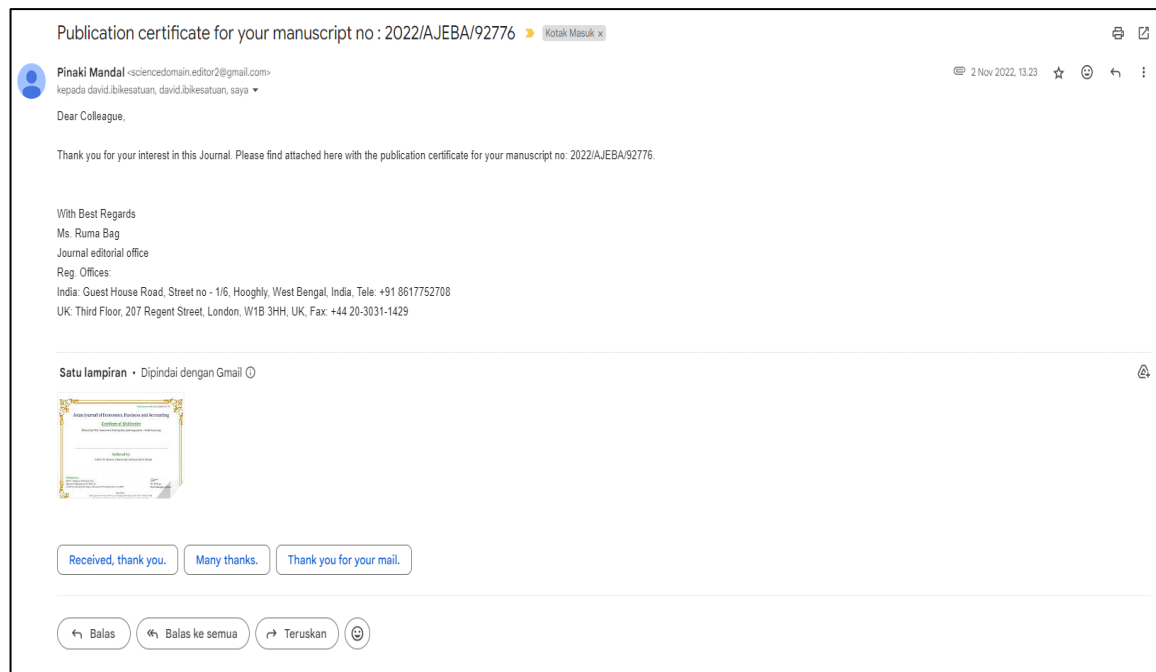 Publication certificate for your manuscript no : 2022/AJEBA/92776 Kotak Masuk ×
Pinaki Mandal <sciencedomain.editor2@gmail.com> 2 Nov 2022, 13.23
kepada david.ibikesatuan, david.ibikesatuan, saya
Dear Colleague,
Thank you for your interest in this Journal. Please find attached here with the publication certificate for your manuscript no: 2022/AJEBA/92776.
With Best Regards
Ms. Ruma Bag
Journal editorial office
Reg. Offices:
India: Guest House Road, Street no - 1/6, Hooghly, West Bengal, India, Tele: +91 8617752708
UK: Third Floor, 207 Regent Street, London, W1B 3HH, UK, Fax: +44 20-3031-1429
Satu lampiran • Dipindai dengan Gmail
Asian Journal of Economics, Business and Accounting
Certificate of Publication
Received, thank you. Many thanks. Thank you for your mail.
Balas Balas ke semua Teruskan